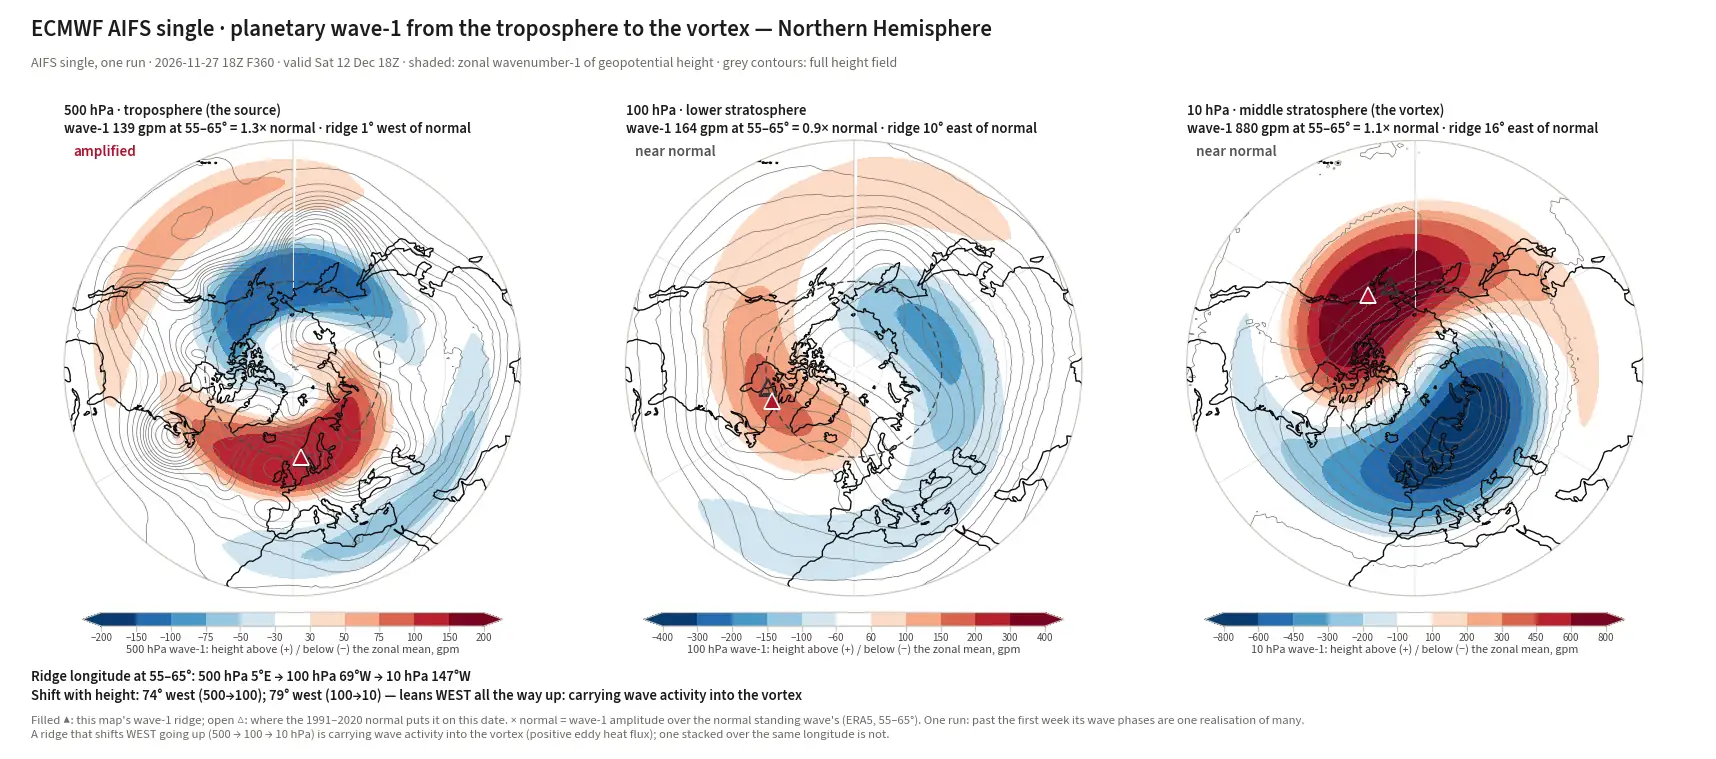 ECMWF AIFS single · planetary wave-1 from the troposphere to the vortex — Northern Hemisphere
AIFS single, one run · 2026-11-27 18Z F360 · valid Sat 12 Dec 18Z · shaded: zonal wavenumber-1 of geopotential height · grey contours: full height field
500 hPa · troposphere (the source)
wave-1 139 gpm at 55–65° = 1.3× normal · ridge 1° west of normal
amplified
100 hPa · lower stratosphere
wave-1 164 gpm at 55–65° = 0.9× normal · ridge 10° east of normal
near normal
10 hPa · middle stratosphere (the vortex)
wave-1 880 gpm at 55–65° = 1.1× normal · ridge 16° east of normal
near normal
−200 −150 −100 −75 −50 −30 30 50 75 100 150 200
500 hPa wave-1: height above (+) / below (−) the zonal mean, gpm
−400 −300 −200 −150 −100 −60 60 100 150 200 300 400
100 hPa wave-1: height above (+) / below (−) the zonal mean, gpm
−800 −600 −450 −300 −200 −100 100 200 300 450 600 800
10 hPa wave-1: height above (+) / below (−) the zonal mean, gpm
Ridge longitude at 55–65°: 500 hPa 5°E → 100 hPa 69°W → 10 hPa 147°W
Shift with height: 74° west (500→100); 79° west (100→10) — leans WEST all the way up: carrying wave activity into the vortex
Filled ▲: this map's wave-1 ridge; open △: where the 1991–2020 normal puts it on this date. × normal = wave-1 amplitude over the normal standing wave's (ERA5, 55–65°). One run: past the first week its wave phases are one realisation of many.
A ridge that shifts WEST going up (500 → 100 → 10 hPa) is carrying wave activity into the vortex (positive eddy heat flux); one stacked over the same longitude is not.